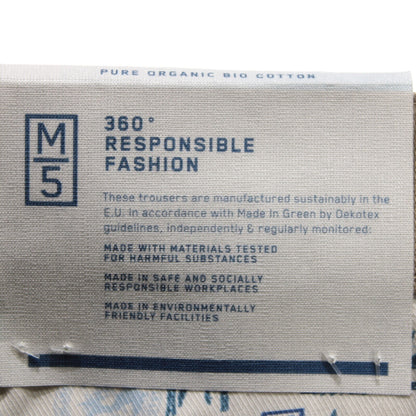 PURE ORGANIC BIO COTTON
M
5
360°
RESPONSIBLE
FASHION
These trousers are manufactured sustainably in the
E.U. in accordance with Made In Green by Oekotex
guidelines, independently & regularly monitored:
MADE WITH MATERIALS TESTED
FOR HARMFUL SUBSTANCES
MADE IN SAFE AND SOCIALLY
RESPONSIBLE WORKPLACES
MADE IN ENVIRONMENTALLY
FRIENDLY FACILITIES